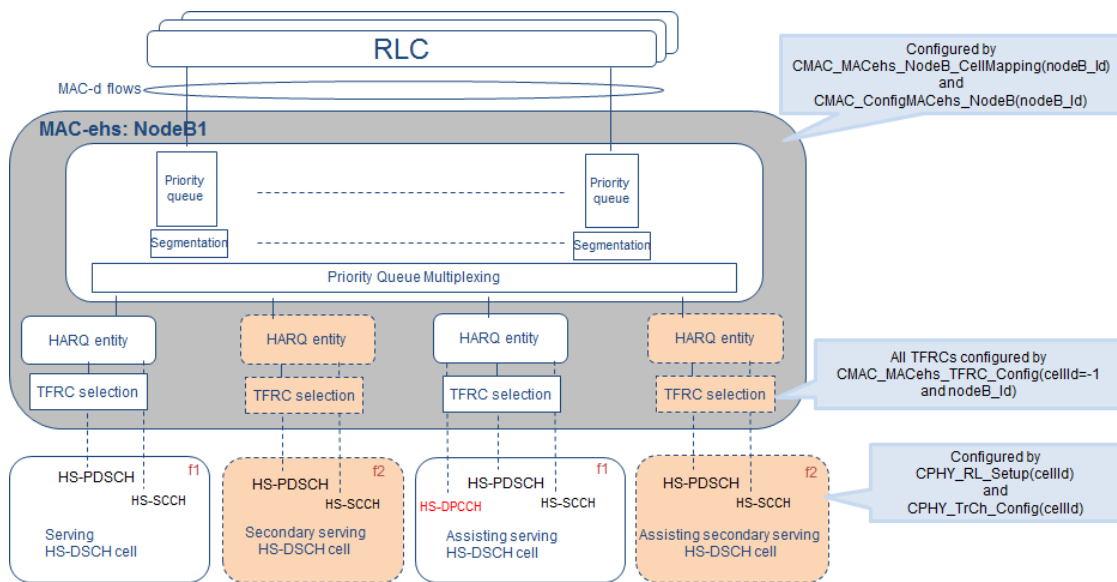 RLC
MAC-d flows
Configured by
CMAC_MACehs_NodeB_CellMapping(nodeB_Id)
and
CMAC_ConfigMACehs_NodeB(nodeB_Id)
MAC-ehs: NodeB1
Priority
queue
Priority
queue
Segmentation
Segmentation
Priority Queue Multiplexing
HARQ entity
HARQ entity
HARQ entity
HARQ entity
TFRC selection
TFRC selection
TFRC selection
TFRC selection
All TFRCs configured by
CMAC_MACehs_TFRC_Config(cellId=-1
and nodeB_Id)
f1
HS-PDSCH
HS-SCCH
Serving
HS-DSCH cell
f2
HS-PDSCH
HS-SCCH
Secondary serving
HS-DSCH cell
f1
HS-PDSCH
HS-DPCCH
HS-SCCH
Assisting serving
HS-DSCH cell
f2
HS-PDSCH
HS-SCCH
Assisting secondary serving
HS-DSCH cell
Configured by
CPHY_RL_Setup(cellId)
and
CPHY_TrCh_Config(cellId)